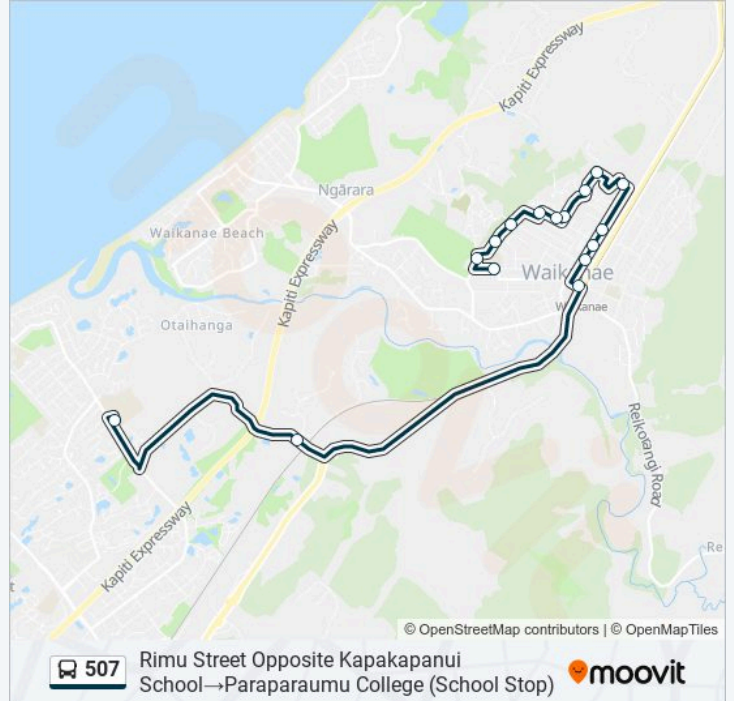 Kapiti Expressway
Ngārara
Waikanae Beach
Kapiti Expressway
Waikanae
Waikanae
Otaihanga
Reikorangi Road
Kapiti Expressway
Re
t
© OpenStreetMap contributors | © OpenMapTiles
507
Rimu Street Opposite Kapakapanui
School→Paraparaumu College (School Stop)
moovit